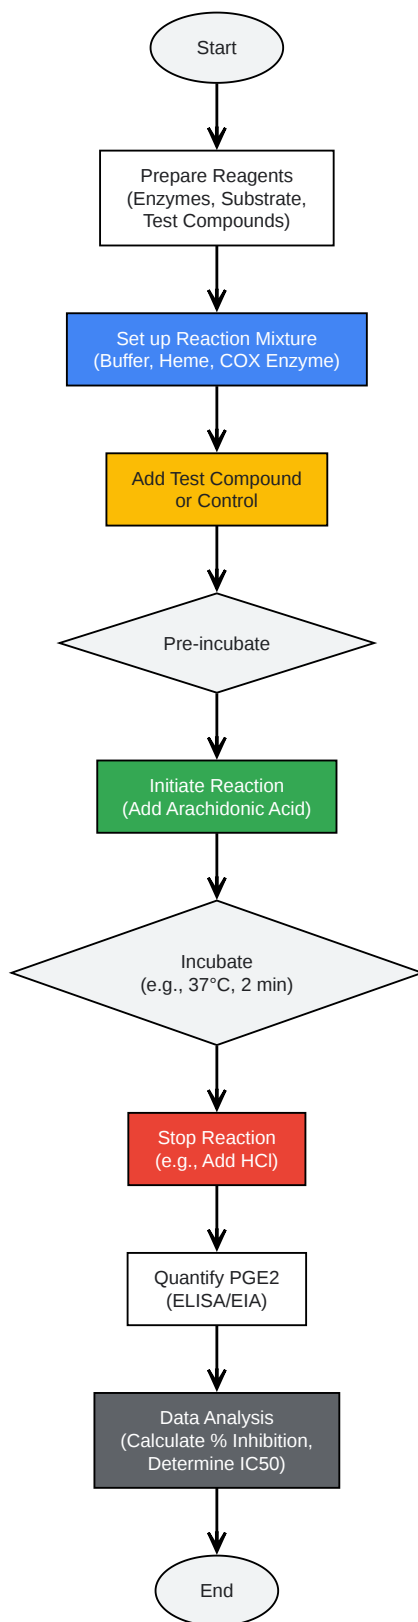 Start
Prepare Reagents
(Enzymes, Substrate,
Test Compounds)
Set up Reaction Mixture
(Buffer, Heme, COX Enzyme)
Add Test Compound
or Control
Pre-incubate
Initiate Reaction
(Add Arachidonic Acid)
Incubate
(e.g., 37°C, 2 min)
Stop Reaction
(e.g., Add HCl)
Quantify PGE2
(ELISA/EIA)
Data Analysis
(Calculate % Inhibition,
Determine IC50)
End